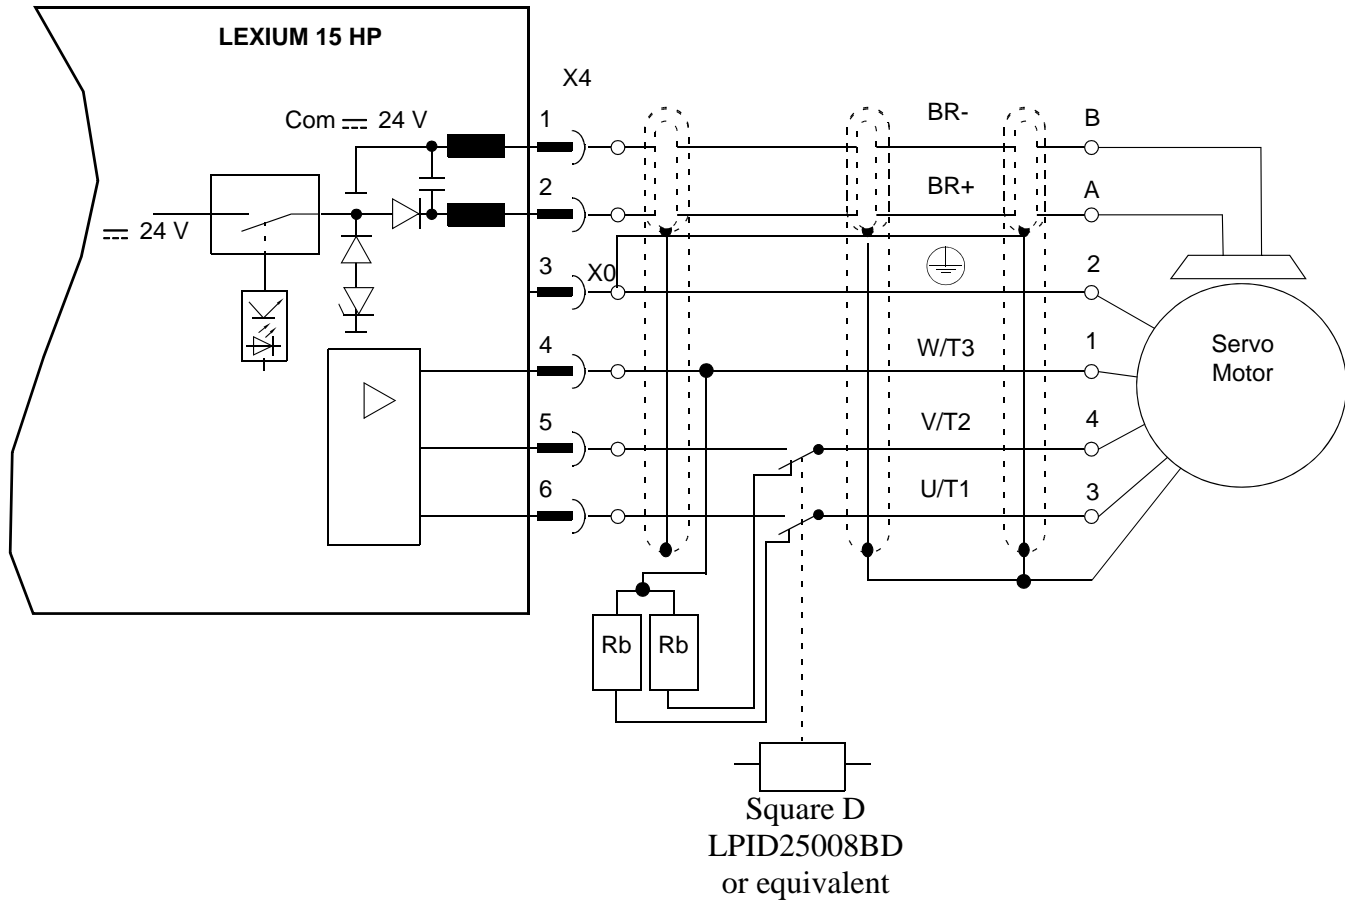 LEXIUM 15 HP
X4
Com 24 V
1
BR-
B
2
BR+
A
24 V
3
X0
2
4
W/T3
1
Servo
Motor
5
V/T2
4
6
U/T1
3
Rb
Rb
Square D
LPID25008BD
or equivalent